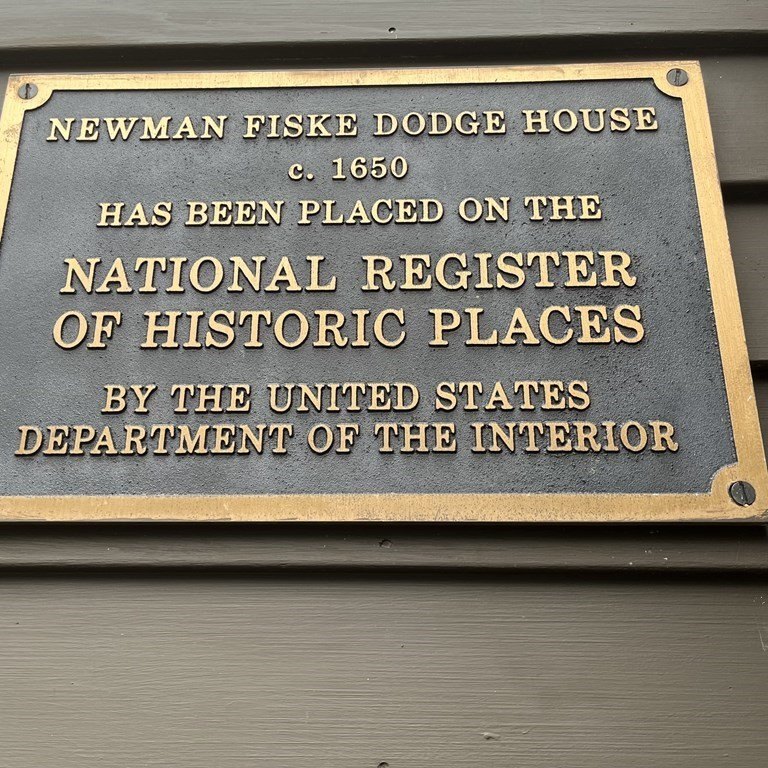 NEWMAN FISKE DODGE HOUSE
c. 1650
HAS BEEN PLACED ON THE
NATIONAL REGISTER
OF HISTORIC PLACES
BY THE UNITED STATES
DEPARTMENT OF THE INTERIOR